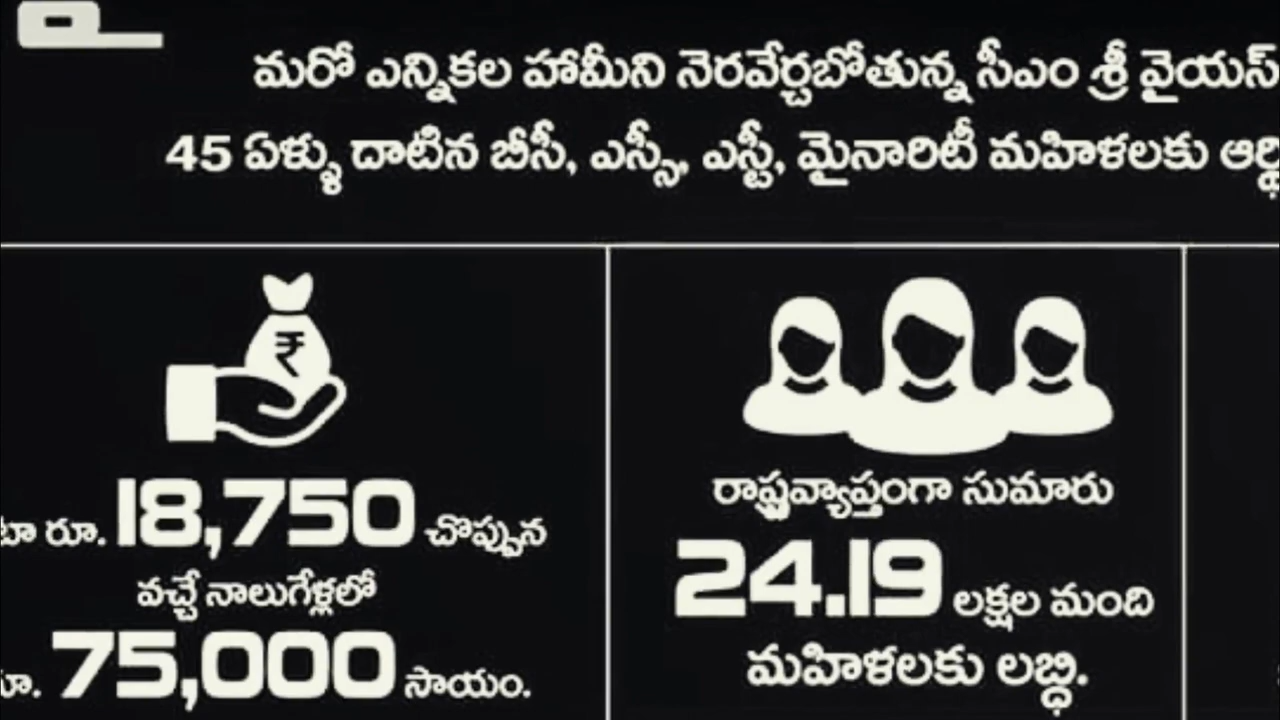 మరో ఎన్నికల హామీని నెరవేర్చబోతున్న సీఎం శ్రీ వైయస్
45 ఏళ్ళు దాటిన బీసీ, ఎస్సీ, ఎస్టీ, మైనారిటీ మహిళలకు
₹
రూ. 18,750 చొప్పున
వచ్చే నాలుగేళ్లలో
75,000 సాయం.
రాష్ట్రవ్యాప్తంగా సుమారు
24.19 లక్షల మంది
మహిళలకు లబ్ధి.